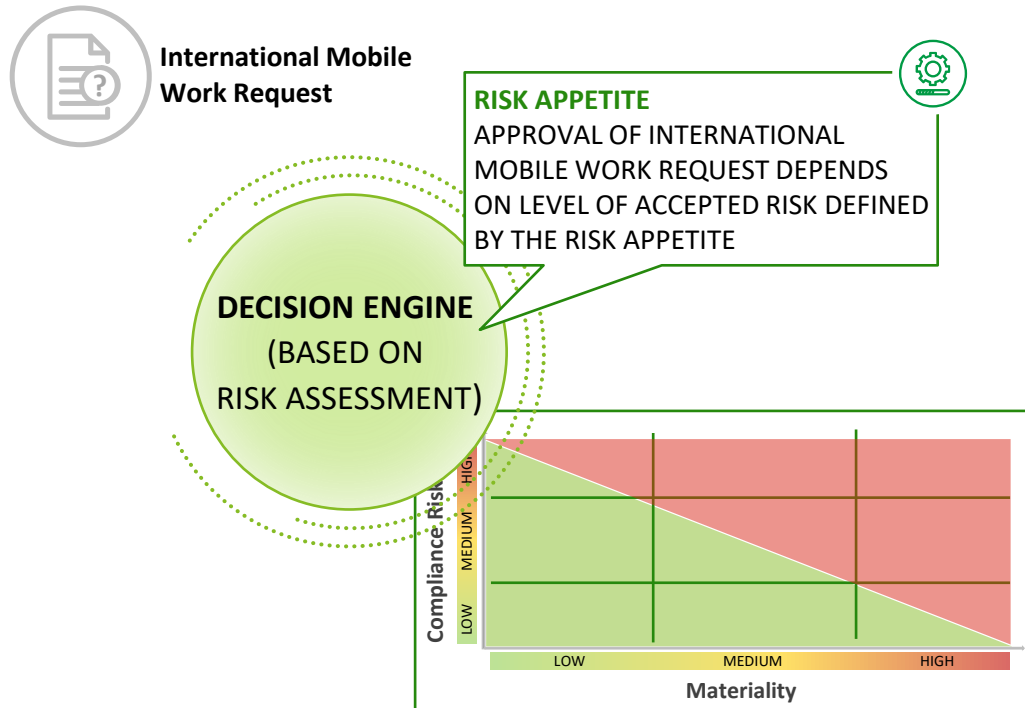 International Mobile
Work Request
?
RISK APPETITE
APPROVAL OF INTERNATIONAL
MOBILE WORK REQUEST DEPENDS
ON LEVEL OF ACCEPTED RISK DEFINED
BY THE RISK APPETITE
DECISION ENGINE
(BASED ON
RISK ASSESSMENT)
Compliance Risk
HIGH
MEDIUM
LOW
LOW MEDIUM HIGH
Materiality